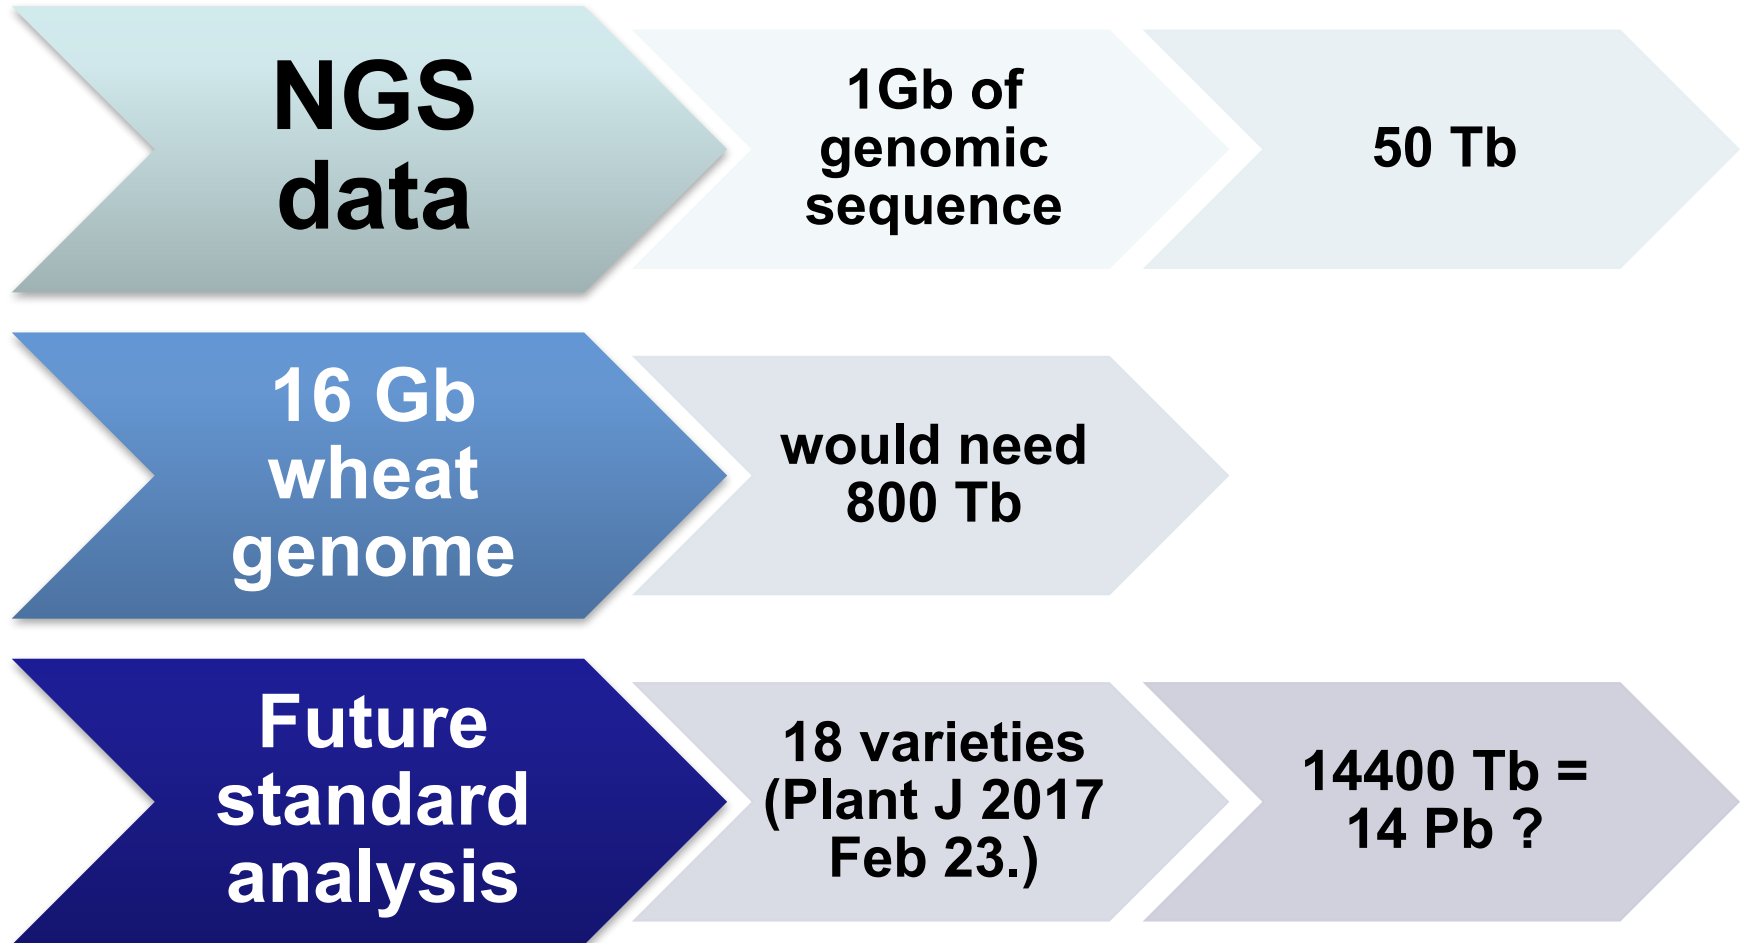 NGS
data
1Gb of
genomic
sequence
50 Tb
16 Gb
wheat
genome
would need
800 Tb
Future
standard
analysis
18 varieties
(Plant J 2017
Feb 23.)
14400 Tb =
14 Pb ?